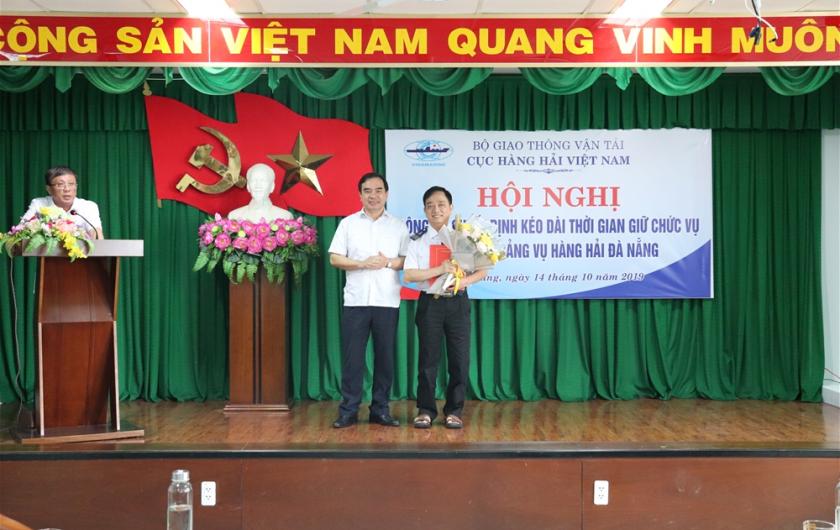 CÔNG SẢN VIỆT NAM QUANG VINH MUÔN
BỘ GIAO THÔNG VẬN TẢI
CỤC HÀNG HẢI VIỆT NAM
HỘI NGHỊ
KÉO DÀI THỜI GIAN GIỮ CHỨC VỤ
CẢNG VỤ HÀNG HẢI ĐÀ NẴNG
ngày 14 tháng 10 năm 2019